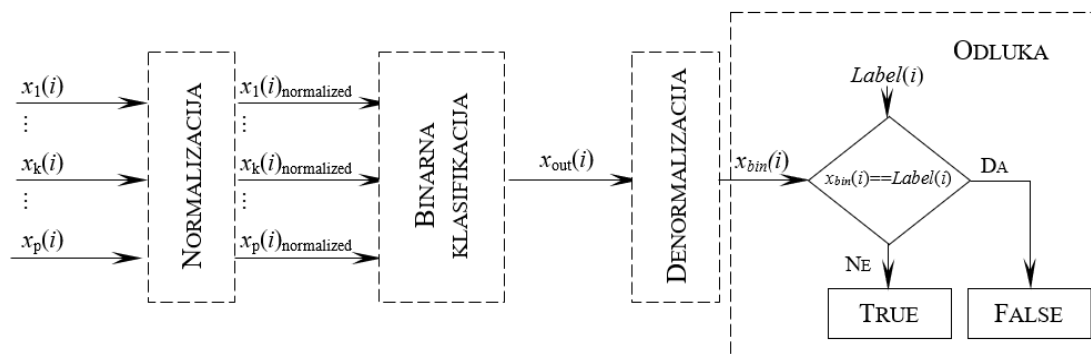 x1(i)
⋮
xk(i)
⋮
xp(i)
NORMALIZACIJA
x1(i)normalized
⋮
xk(i)normalized
⋮
xp(i)normalized
BINARNA
KLASIFIKACIJA
xout(i)
DENORMALIZACIJA
xbin(i)
ODLUKA
Label(i)
xbin(i)==Label(i)
DA
NE
TRUE
FALSE